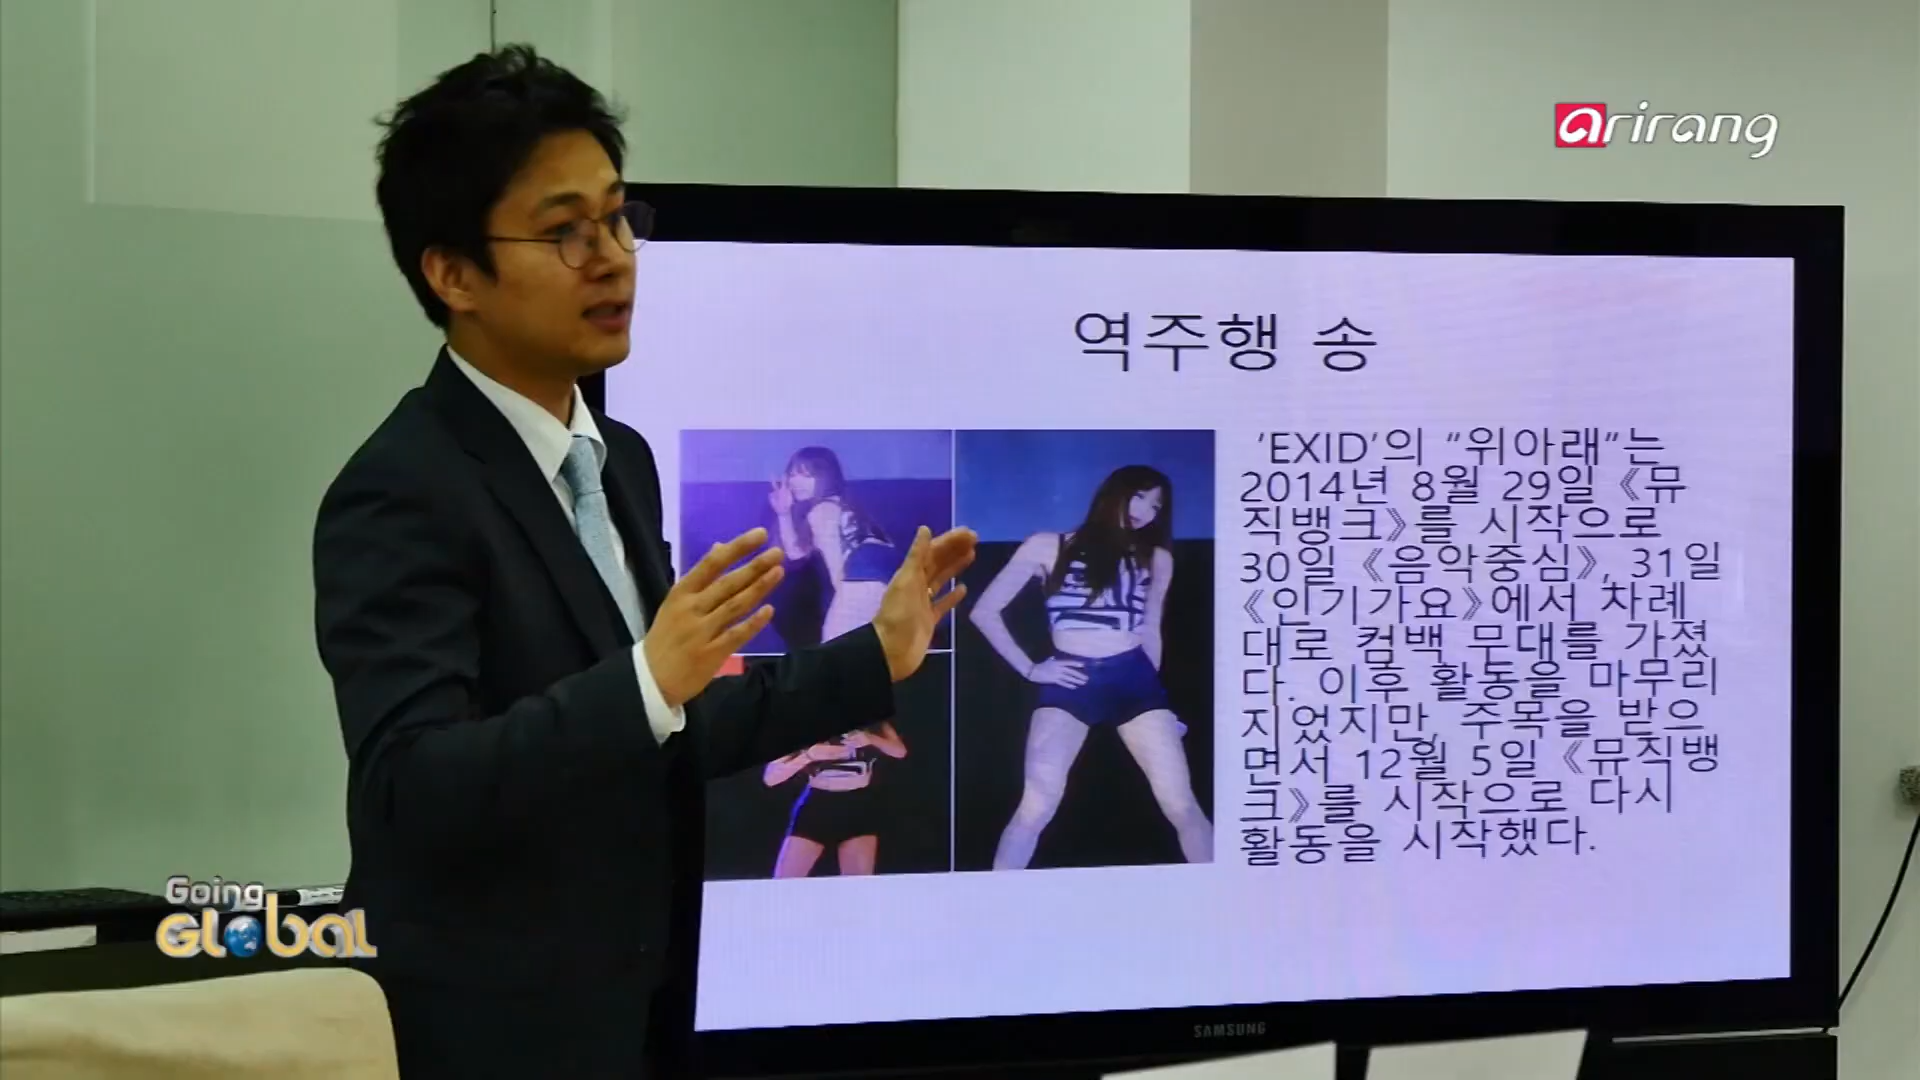 arirang
역주행 송
'EXID'의 "위아래"는
2014년 8월 29일 《뮤
직뱅크》를 시작으로
30일 《음악중심》, 31일
《인기가요》에서 차례
대로 컴백 무대를 가졌
다. 이후 활동을 마무리
지었지만, 주목을 받으
면서 12월 5일 《뮤직뱅
크》를 시작으로 다시
활동을 시작했다.
Going
GLObal
SAMSUNG